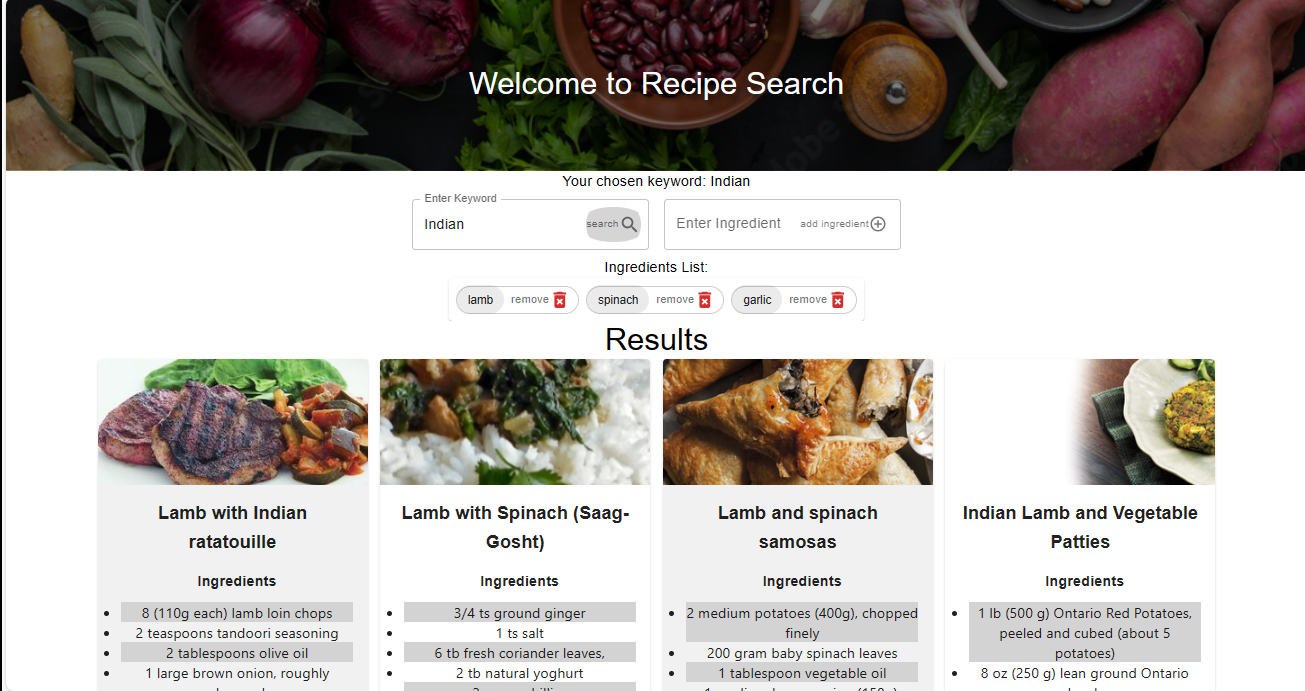 Welcome to Recipe Search
Your chosen keyword: Indian
Enter Keyword
Indian
search
Enter Ingredient
add ingredient
Ingredients List:
lamb remove
spinach remove
garlic remove
Results
Lamb with Indian
ratatouille
Ingredients
8 (110g each) lamb loin chops
2 teaspoons tandoori seasoning
2 tablespoons olive oil
1 large brown onion, roughly
Lamb with Spinach (Saag-
Gosht)
Ingredients
3/4 ts ground ginger
1 ts salt
6 tb fresh coriander leaves,
2 tb natural yoghurt
Lamb and spinach
samosas
Ingredients
2 medium potatoes (400g), chopped
finely
200 gram baby spinach leaves
1 tablespoon vegetable oil
Indian Lamb and Vegetable
Patties
Ingredients
1 lb (500 g) Ontario Red Potatoes,
peeled and cubed (about 5
potatoes)
8 oz (250 g) lean ground Ontario